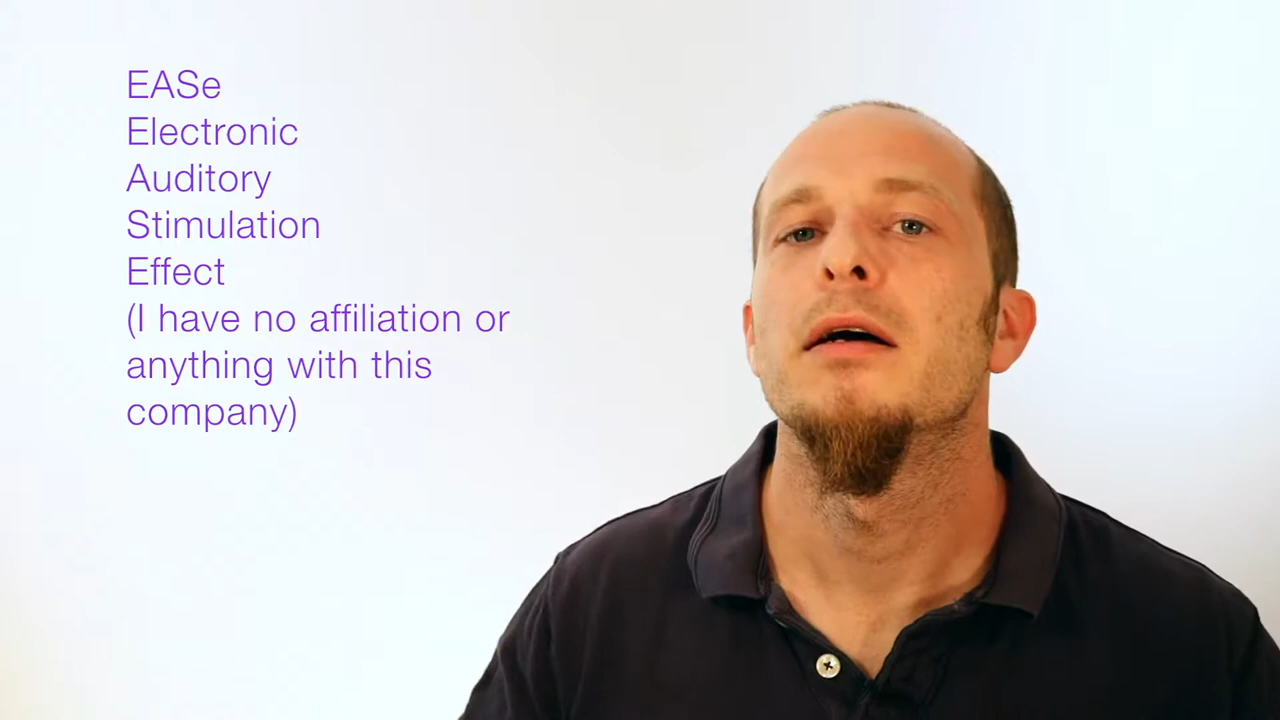 EASe
Electronic
Auditory
Stimulation
Effect
(I have no affiliation or
anything with this
company)